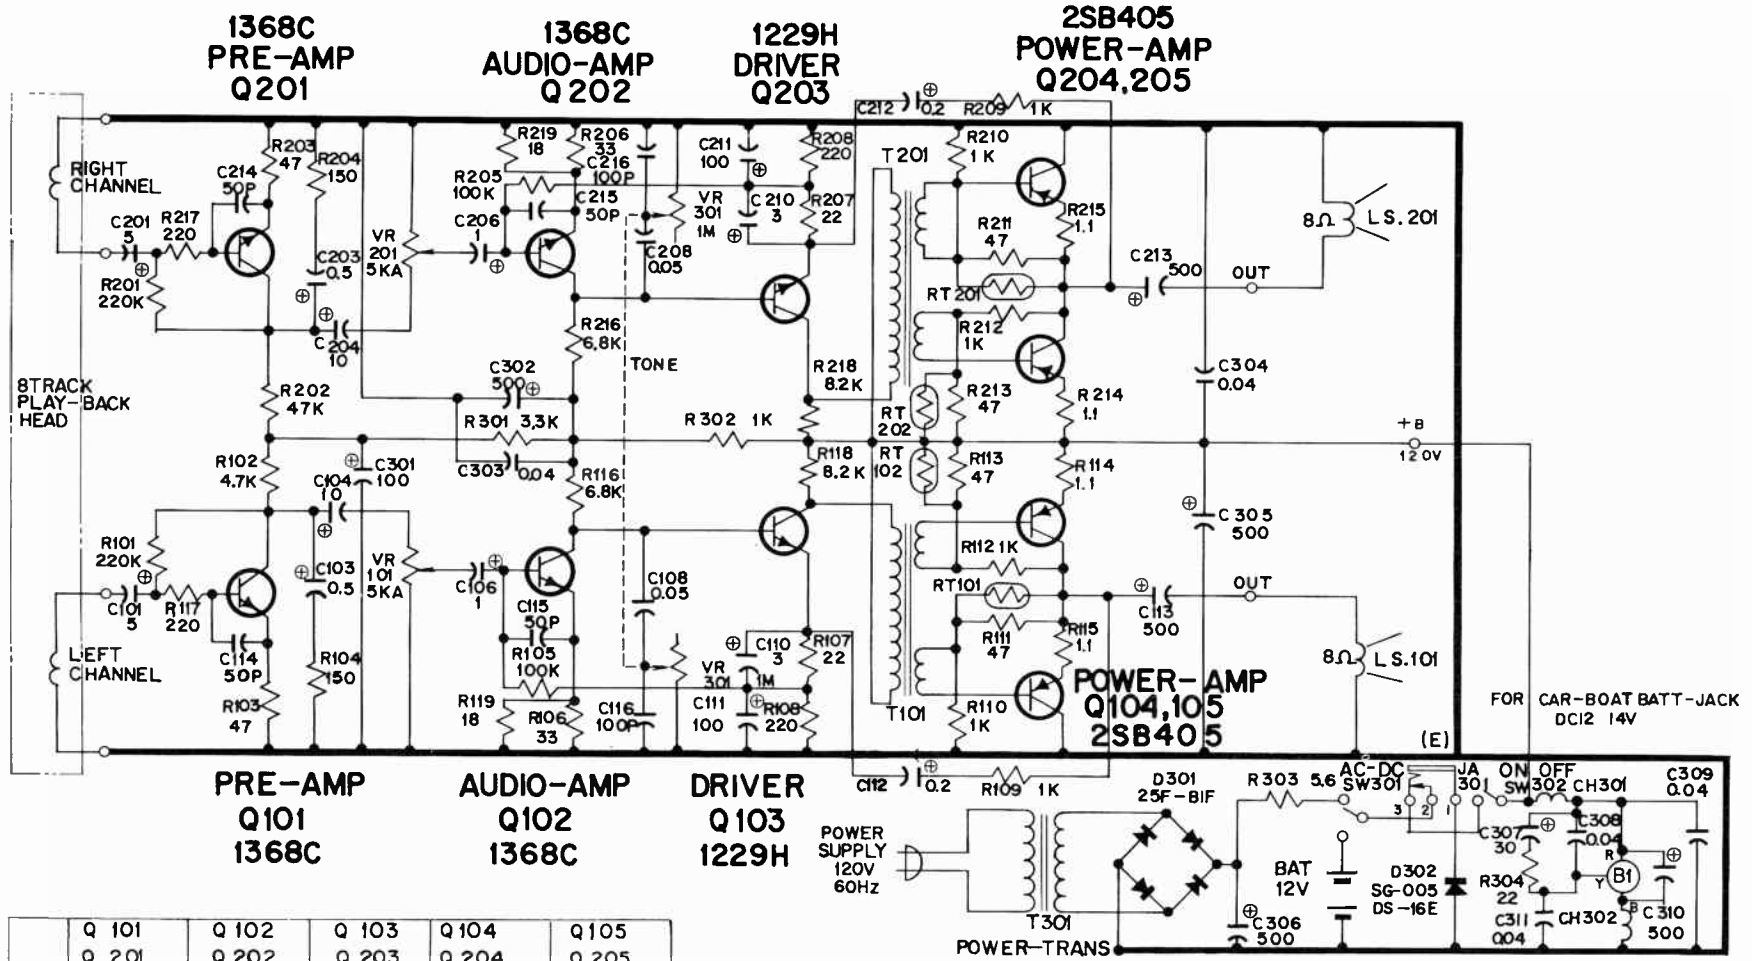 1368C
PRE-AMP
Q201
1368C
AUDIO-AMP
Q202
1229H
DRIVER
Q203
2SB405
POWER-AMP
Q204,205
RIGHT
CHANNEL
C201
5
R217
220
R201
220K
C214
50P
R203
47
R204
150
C203
0.5
C204
10
VR
201
5KA
R219
18
R206
33
C216
100P
R205
100K
C215
50P
C206
1
VR
301
1M
C208
0.05
C211
100
C210
3
R208
220
R207
22
C212
0.2
R209
1K
T201
R210
1K
R211
47
R215
1.1
RT201
R212
1K
C213
500
OUT
8Ω
LS.201
R216
6.8K
TONE
R218
8.2K
8TRACK
PLAY-BACK
HEAD
R202
47K
C302
500
R301 3,3K
C303 0,04
R302 1K
RT
202
R213
47
R214
1.1
C304
0.04
+B
12.0V
R102
4.7K
C104
10
C301
100
R116
6.8K
R118
8.2K
RT
102
R113
47
R114
1.1
C305
500
R101
220K
C101
5
R117
220
C103
0.5
VR
101
5KA
C106
1
C115
50P
C108
0.05
R112 1K
RT101
R111
47
R115
1.1
C113
500
OUT
8Ω
LS.101
LEFT
CHANNEL
C114
50P
R104
150
R103
47
R105
100K
R119
18
R106
33
C116
100P
VR
301
1M
C110
3
C111
100
R107
22
R108
220
T101
R110
1K
POWER-AMP
Q104,105
2SB405
(E)
FOR CAR-BOAT BATT-JACK
DC12 14V
PRE-AMP
Q101
1368C
AUDIO-AMP
Q102
1368C
DRIVER
Q103
1229H
C112
0.2
R109 1K
POWER
SUPPLY
120V
60Hz
T301
POWER-TRANS
D301
25F-B1F
R303 5.6
AC-DC
SW301
3 2 1
JA
301
ON OFF
SW302
CH301
C309
0.04
C306
500
BAT
12V
D302
SG-005
DS-16E
C307
30
C308
0.04
R304
22
C311
0.04
R
Y
B1
B
CH302
C310
500
Q 101
Q 102
Q 103
Q 104
Q 105
Q 201
Q 202
Q 203
Q 204
Q 205